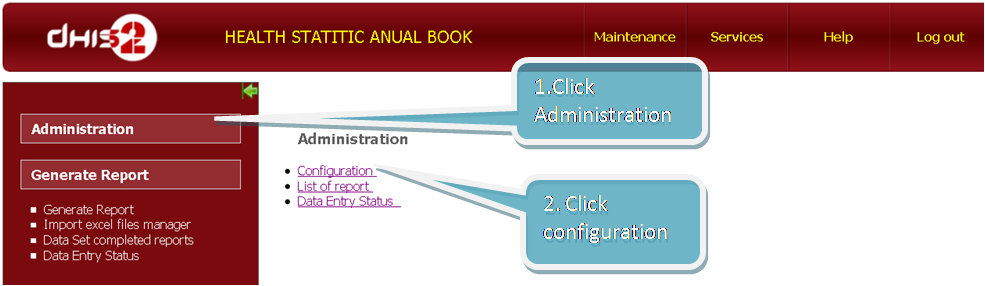 dHIS2
HEALTH STATITIC ANUAL BOOK
Maintenance
Services
Help
Log out
1.Click
Administration
Administration
Administration
Configuration
List of report
Data Entry Status
2. Click
configuration
Generate Report
Generate Report
Import excel files manager
Data Set completed reports
Data Entry Status